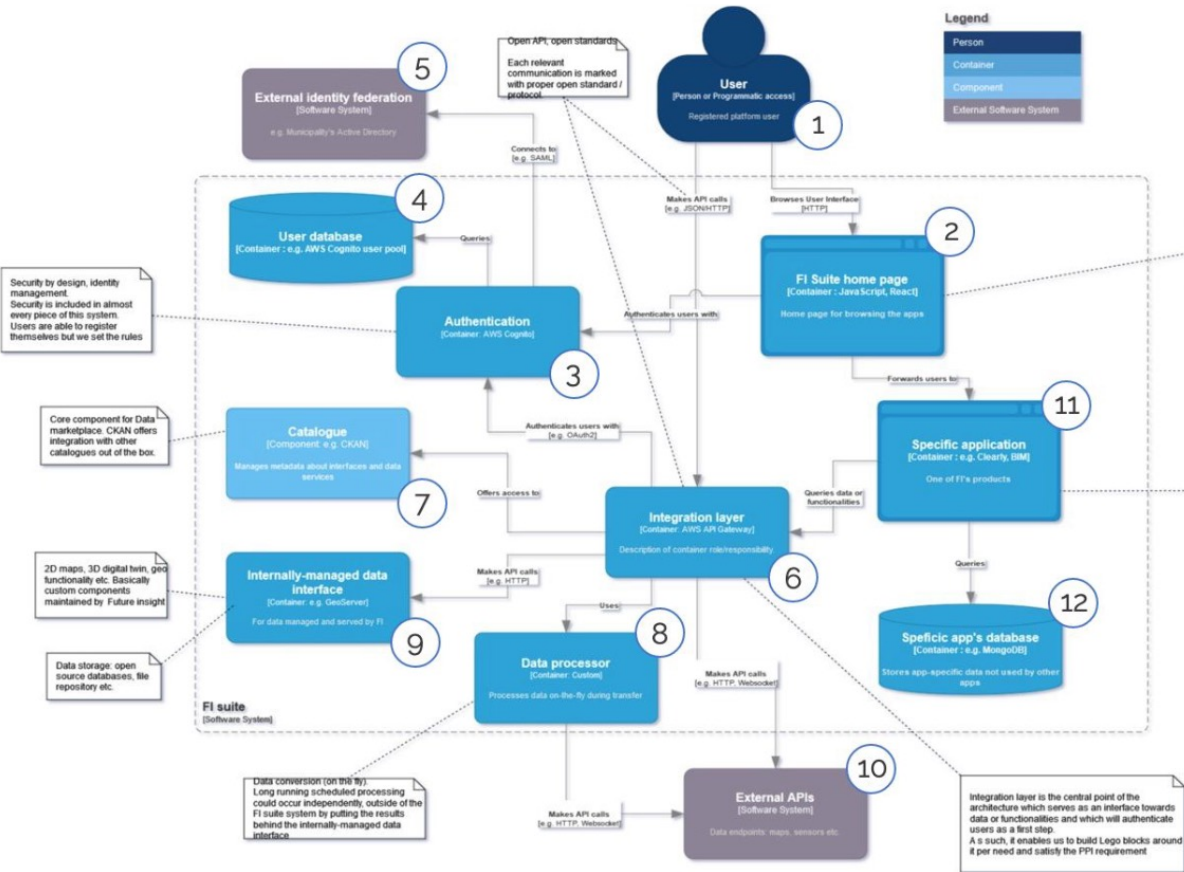 Legend
Person
Container
Component
External Software System
Open API, open standards
Each relevant
communication is marked
with proper open standard /
protocol
User
[Person or Programmatic access]
Registered platform user
1
5
External identity federation
[Software System]
e.g. Municipality's Active Directory
Connects to
[e.g. SAML]
Makes API calls
[e.g. JSON/HTTP]
Browses User Interface
[HTTP]
4
User database
[Container : e.g. AWS Cognito user pool]
Queries
2
FI Suite home page
[Container : JavaScript, React]
Home page for browsing the apps
Security by design, identity
management.
Security is included in almost
every piece of this system.
Users are able to register
themselves but we set the rules
Authentication
[Container: AWS Cognito]
3
Authenticates users with
Forwards users to
11
Specific application
[Container : e.g. Clearly, BIM]
One of FI's products
Core component for Data
marketplace. CKAN offers
integration with other
catalogues out of the box.
Catalogue
[Component: e.g. CKAN]
Manages metadata about interfaces and data
services
7
Authenticates users with
[e.g. OAuth2]
Offers access to
Queries data or
functionalities
Integration layer
[Container: AWS API Gateway]
Description of container role/responsibility
6
Queries
2D maps, 3D digital twin, geo
functionality etc. Basically
custom components
maintained by Future insight
Internally-managed data
interface
[Container: e.g. GeoServer]
For data managed and served by FI
9
Makes API calls
[e.g. HTTP]
Uses
8
Data processor
[Container: Custom]
Processes data on-the-fly during transfer
12
Speficic app's database
[Container : e.g. MongoDB]
Stores app-specific data not used by other
apps
Data storage: open
source databases, file
repository etc.
Makes API calls
[e.g. HTTP, Websocket]
FI suite
[Software System]
Data conversion (on the fly).
Long running scheduled processing
could occur independently, outside of the
FI suite system by putting the results
behind the internally-managed data
interface
Makes API calls
[e.g. HTTP, Websocket]
10
External APIs
[Software System]
Data endpoints: maps, sensors etc.
Integration layer is the central point of the
architecture which serves as an interface towards
data or functionalities and which will authenticate
users as a first step.
A s such, it enables us to build Lego blocks around
it per need and satisfy the PPI requirement